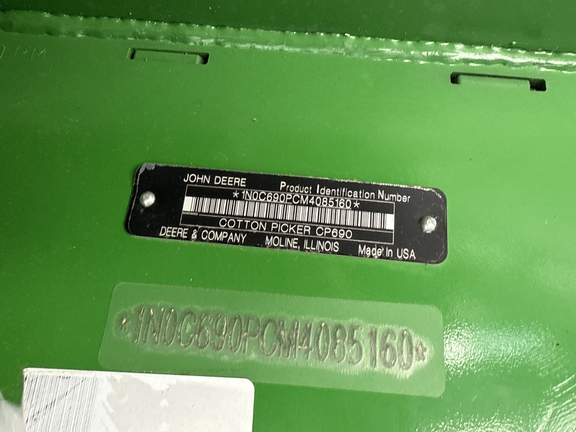 JOHN DEERE Product Identification Number
*1N0C690PCM4085160*
COTTON PICKER CP690
DEERE & COMPANY MOLINE, ILLINOIS Made in USA
*1N0C690PCM4085160*